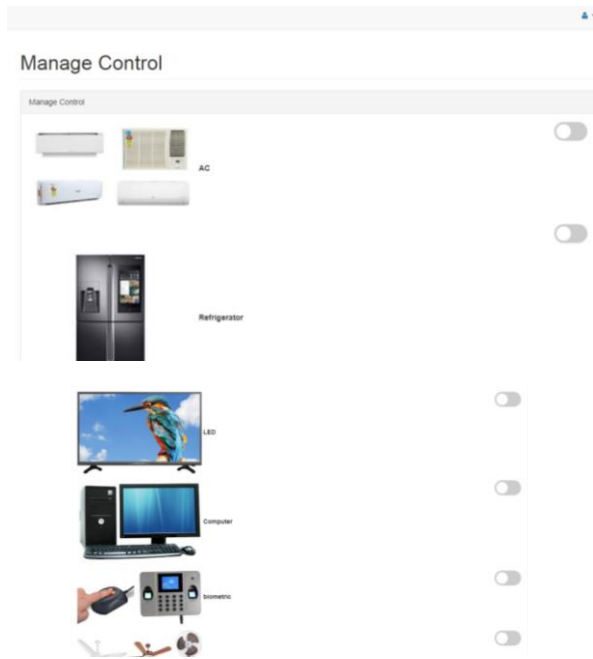 Manage Control
Manage Control
AC
Refrigerator
LED
Computer
biometric